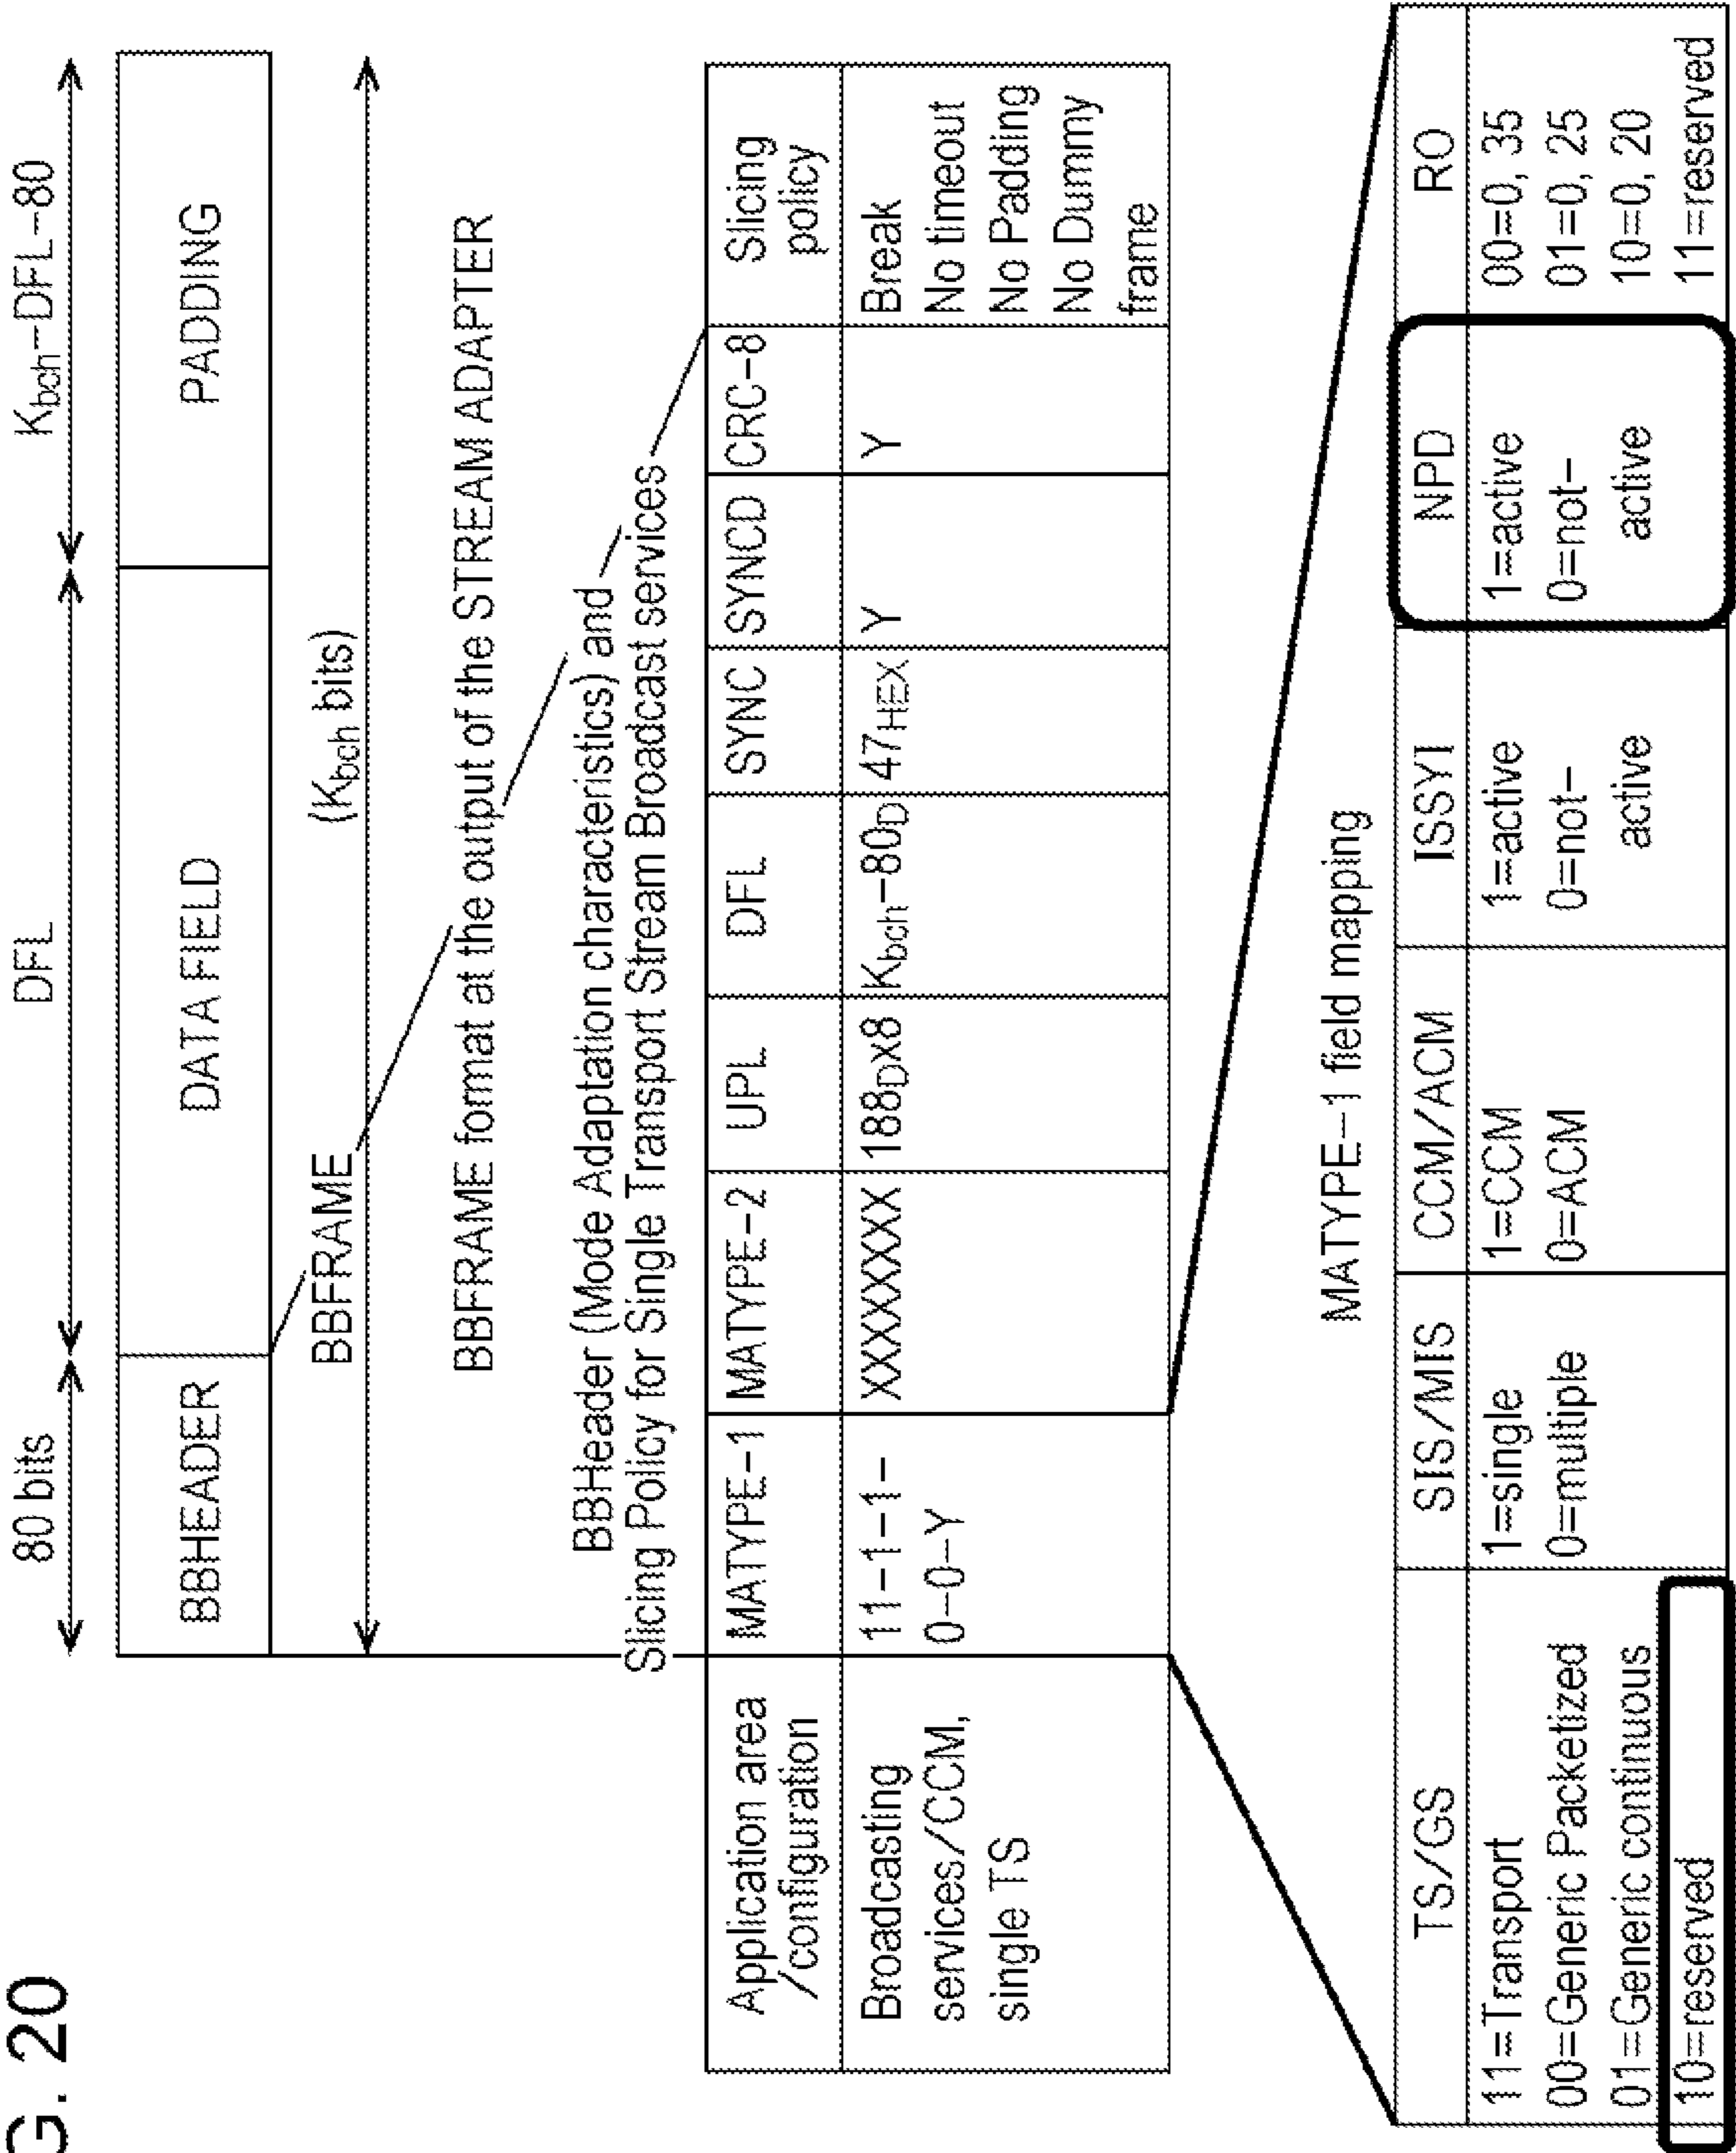 G. 20
80 bits
DFL
Kbch-DFL-80
BBHEADER
DATA FIELD
PADDING
BBFRAME
(Kbch bits)
BBFRAME format at the output of the STREAM ADAPTER
BBHeader (Mode Adaptation characteristics) and
Slicing Policy for Single Transport Stream Broadcast services
Application area
/configuration
MATYPE-1
MATYPE-2
UPL
DFL
SYNC
SYNCD
CRC-8
Slicing
policy
Broadcasting
services/CCM,
single TS
11-1-1-
0-0-Y
XXXXXXXX
188Dx8
Kbch-80D
47HEX
Y
Y
Break
No timeout
No Padding
No Dummy
frame
MATYPE-1 field mapping
TS/GS
SIS/MIS
CCM/ACM
ISSYI
NPD
RO
11=Transport
00=Generic Packetized
01=Generic continuous
10=reserved
1=single
0=multiple
1=CCM
0=ACM
1=active
0=not-
active
1=active
0=not-
active
00=0, 35
01=0, 25
10=0, 20
11=reserved